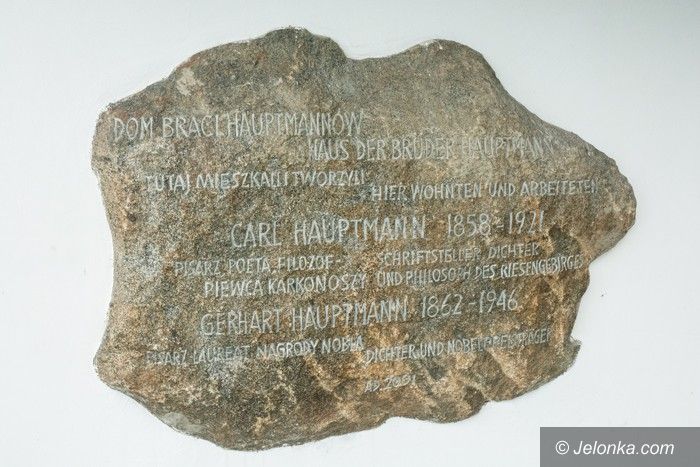 DOM BRACI HAUPTMANNÓW
HAUS DER BRÜDER HAUPTMANN
TUTAJ MIESZKALI I TWORZYLI
HIER WOHNTEN UND ARBEITETEN
CARL HAUPTMANN 1858-1921
PISARZ, POETA, FILOZOF-
SCHRIFTSTELLER, DICHTER
PIEWCA KARKONOSZY
UND PHILOSOPH DES RIESENGEBIRGES
GERHART HAUPTMANN 1862-1946
PISARZ-LAUREAT NAGRODY NOBLA
DICHTER UND NOBELPREISTRÄGER
AD. 2001
© Jelonka.com